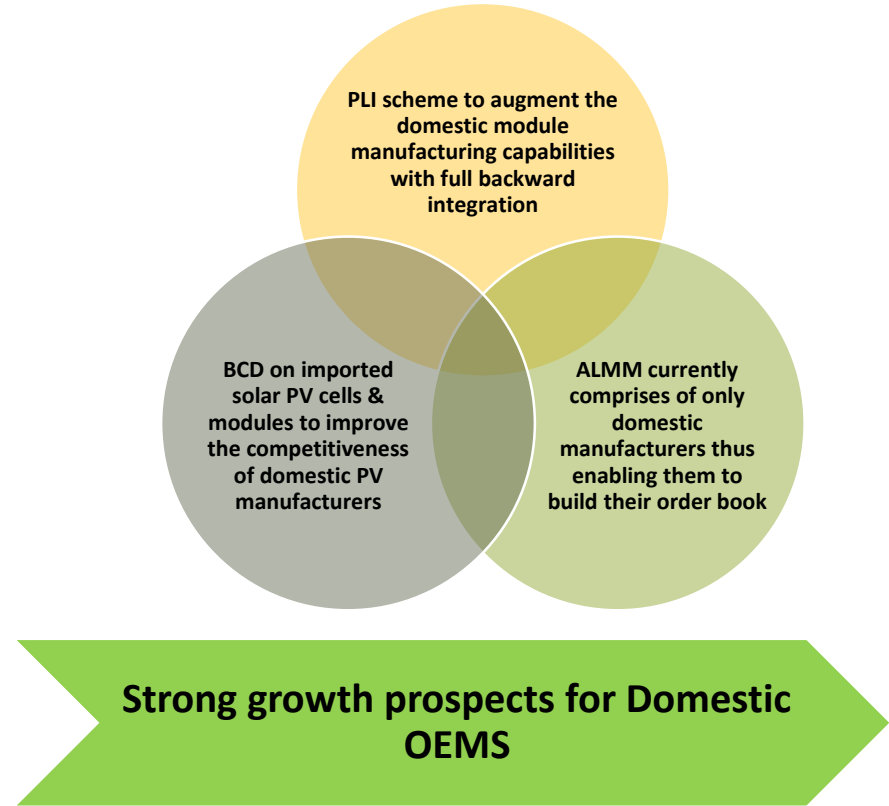 PLI scheme to augment the
domestic module
manufacturing capabilities
with full backward
integration
BCD on imported
solar PV cells &
modules to improve
the competitiveness
of domestic PV
manufacturers
ALMM currently
comprises of only
domestic
manufacturers thus
enabling them to
build their order book
Strong growth prospects for Domestic
OEMS